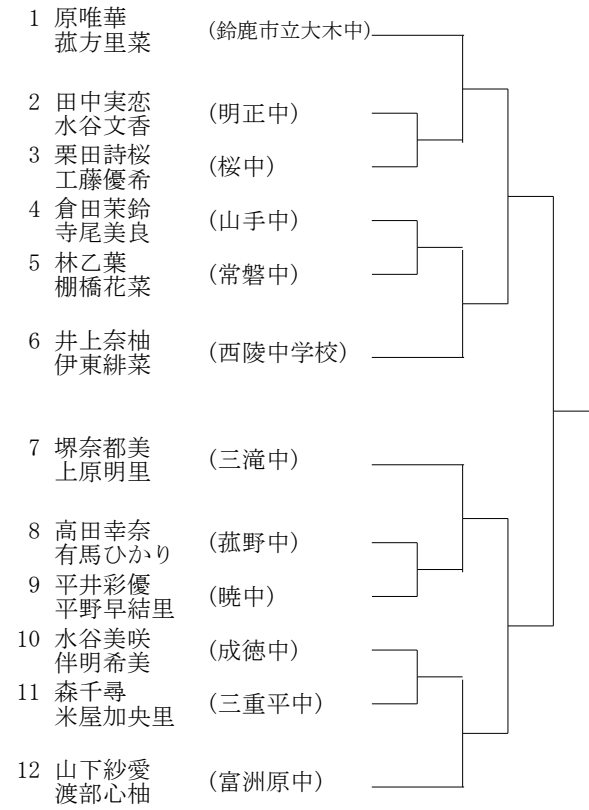 1 原唯華
菰方里菜 (鈴鹿市立大木中)
2 田中実恋
水谷文香 (明正中)
3 栗田詩桜
工藤優希 (桜中)
4 倉田茉鈴
寺尾美良 (山手中)
5 林乙葉
棚橋花菜 (常磐中)
6 井上奈柚
伊東緋菜 (西陵中学校)
7 堺奈都美
上原明里 (三滝中)
8 高田幸奈
有馬ひかり (菰野中)
9 平井彩優
平野早結里 (暁中)
10 水谷美咲
伴明希美 (成徳中)
11 森千尋
米屋加央里 (三重平中)
12 山下紗愛
渡部心柚 (富洲原中)